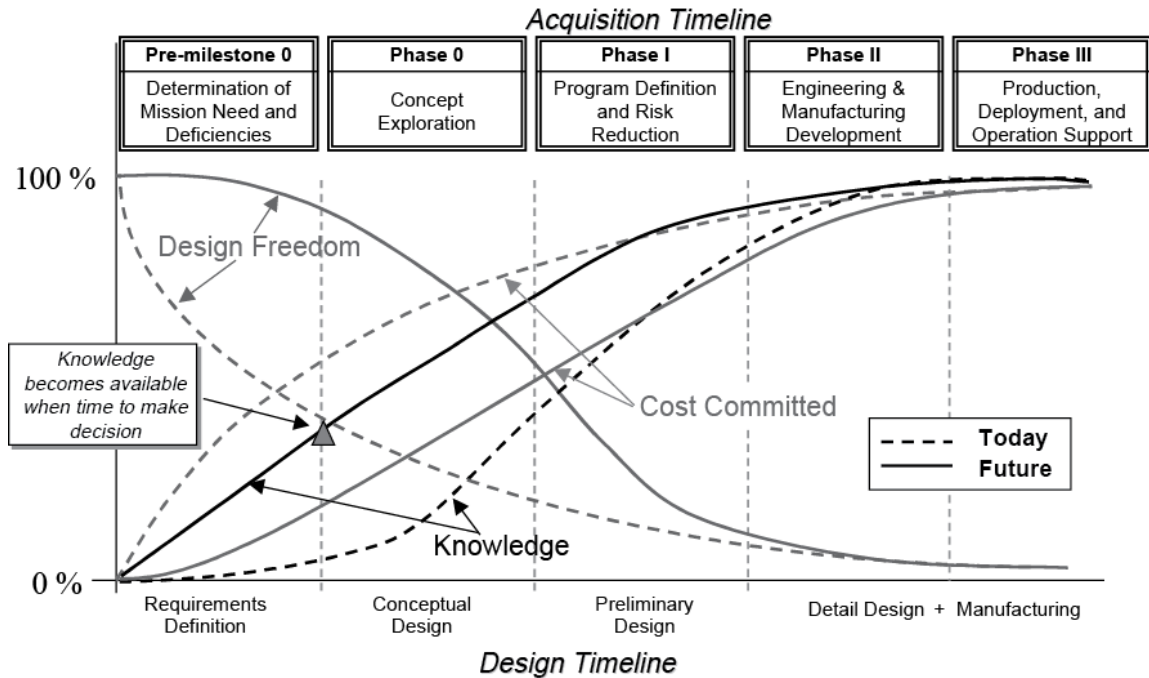 Acquisition Timeline
Pre-milestone 0
Determination of
Mission Need and
Deficiencies
Phase 0
Concept
Exploration
Phase I
Program Definition
and Risk
Reduction
Phase II
Engineering &
Manufacturing
Development
Phase III
Production,
Deployment, and
Operation Support
100 %
Design Freedom
Knowledge
becomes available
when time to make
decision
Cost Committed
Today
Future
Knowledge
0 %
Requirements
Definition
Conceptual
Design
Preliminary
Design
Detail Design + Manufacturing
Design Timeline